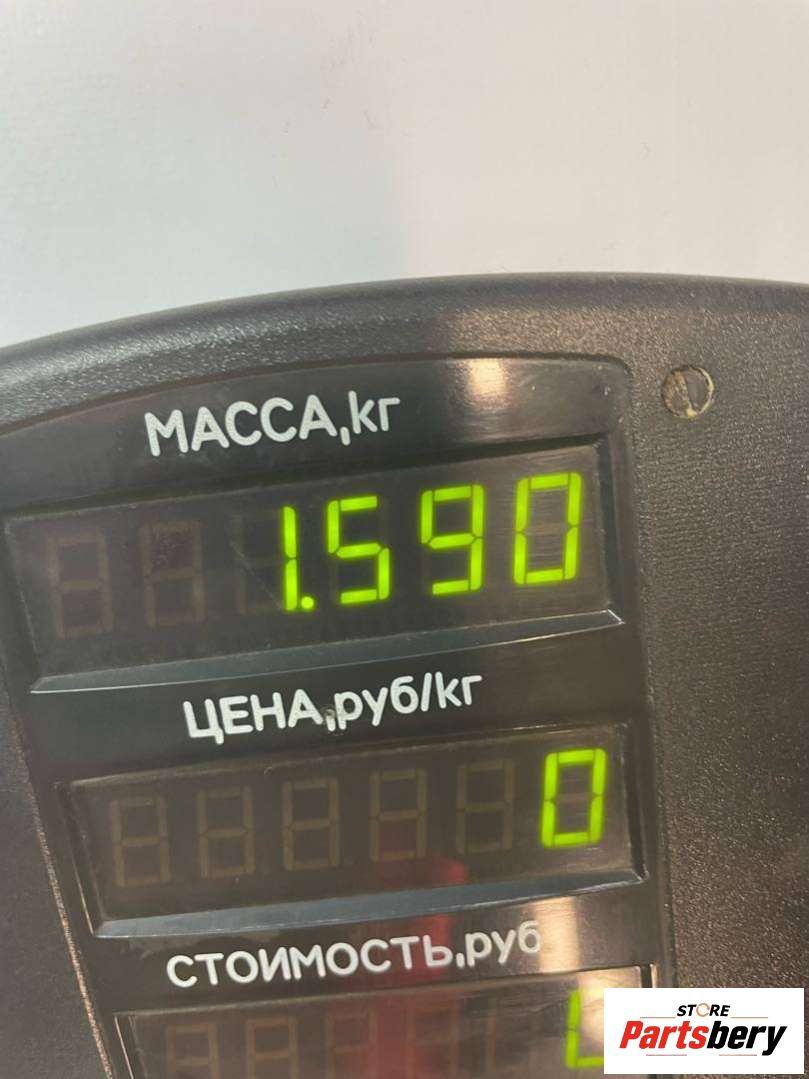 МАССА,кг
1.590
ЦЕНА,руб/кг
0
СТОИМОСТЬ,руб
STORE
Partsbery